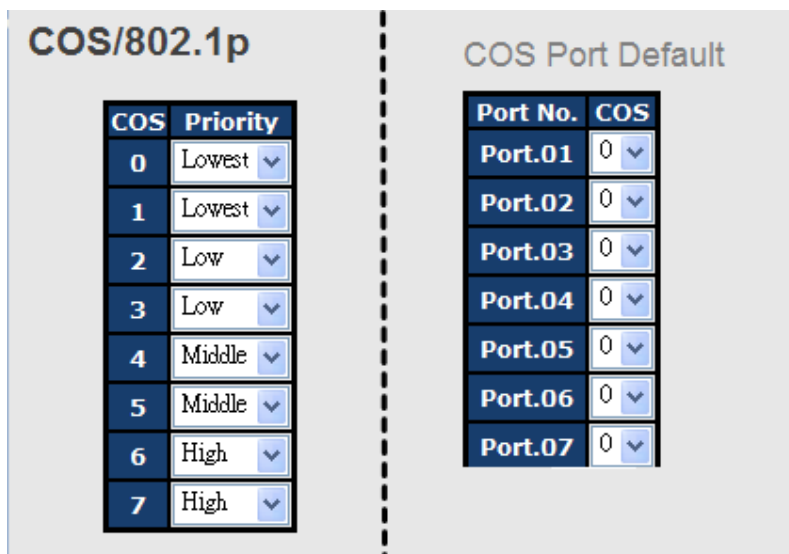 COS/802.1p
COS Priority
0 Lowest
1 Lowest
2 Low
3 Low
4 Middle
5 Middle
6 High
7 High
COS Port Default
Port No. COS
Port.01 0
Port.02 0
Port.03 0
Port.04 0
Port.05 0
Port.06 0
Port.07 0